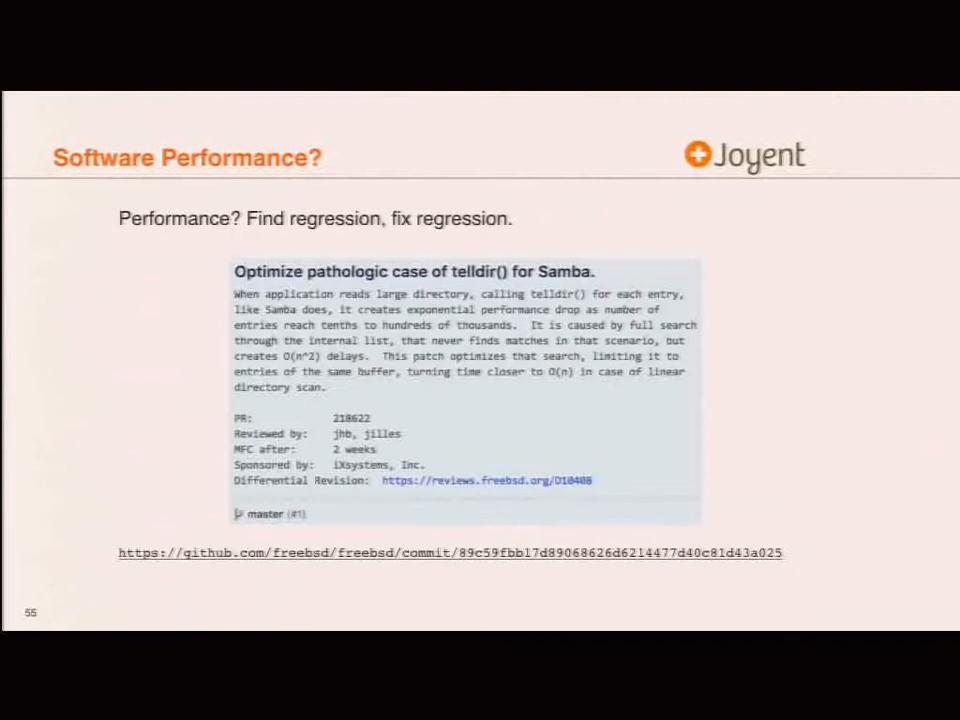 Software Performance?
Joyent
Performance? Find regression, fix regression.
Optimize pathologic case of telldir() for Samba.
When application reads large directory, calling telldir() for each entry,
like Samba does, it creates exponential performance drop as number of
entries reach tenths to hundreds of thousands. It is caused by full search
through the internal list, that never finds matches in that scenario, but
creates O(n^2) delays. This patch optimizes that search, limiting it to
entries of the same buffer, turning time closer to O(n) in case of linear
directory scan.
PR: 218622
Reviewed by: jhb, jilles
MFC after: 2 weeks
Sponsored by: iXsystems, Inc.
Differential Revision: https://reviews.freebsd.org/D10408
master (#1)
https://github.com/freebsd/freebsd/commit/89c59fbb17d89068626d6214477d40c81d43a025
55